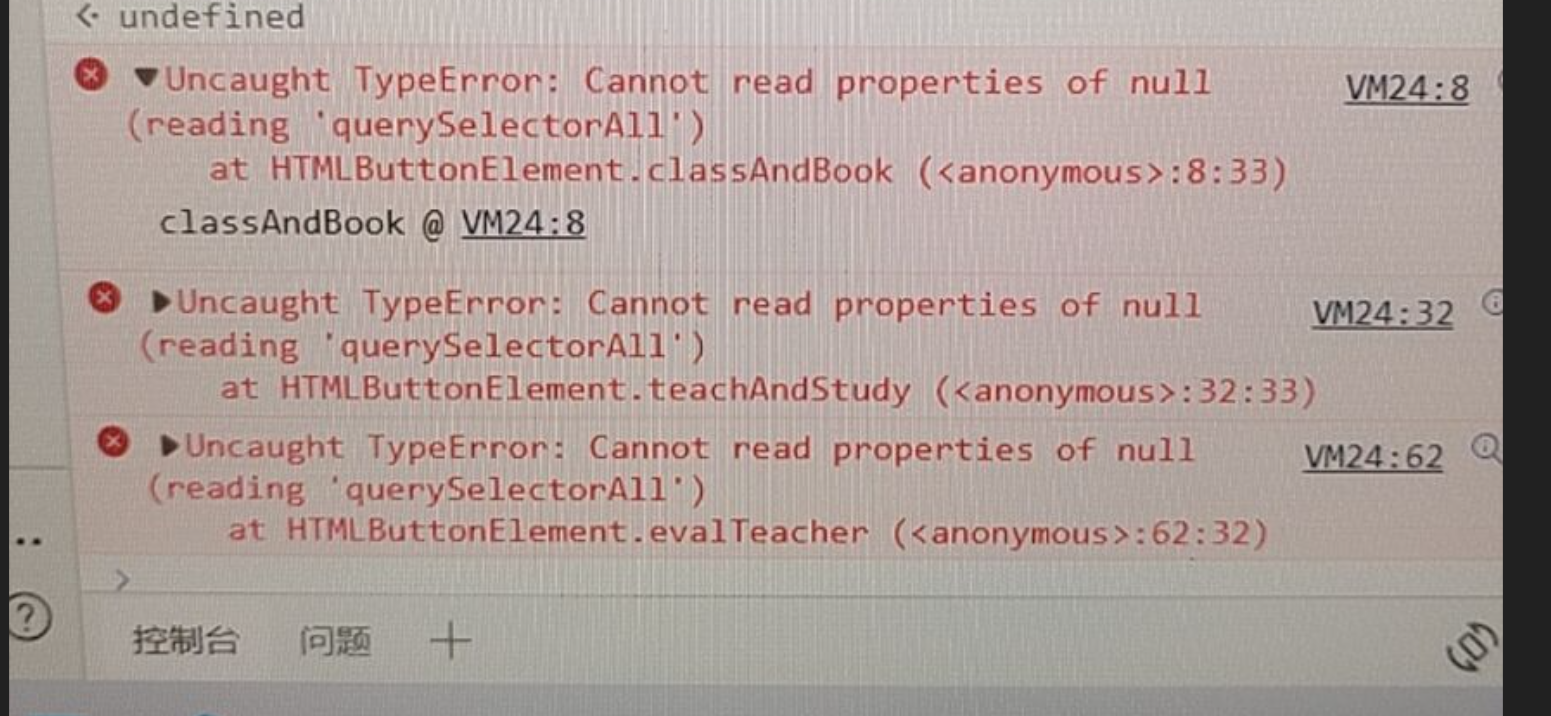 undefined
Uncaught TypeError: Cannot read properties of null VM24:8
(reading 'querySelectorAll')
at HTMLButtonElement.classAndBook (<anonymous>:8:33)
classAndBook @ VM24:8
Uncaught TypeError: Cannot read properties of null VM24:32
(reading 'querySelectorAll')
at HTMLButtonElement.teachAndStudy (<anonymous>:32:33)
Uncaught TypeError: Cannot read properties of null VM24:62
(reading 'querySelectorAll')
at HTMLButtonElement.evalTeacher (<anonymous>:62:32)
控制台 问题